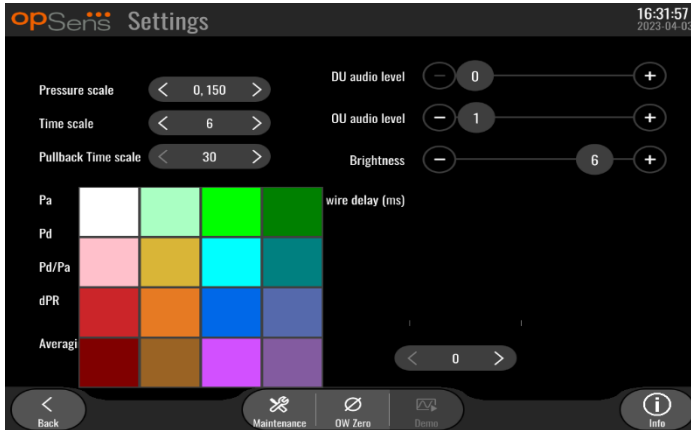 opSens Settings
16:31:57
2023-04-03
Pressure scale < 0,150 >
Time scale < 6 >
Pullback Time scale < 30 >
DU audio level - 0 +
OU audio level - 1 +
Brightness - 6 +
Pa
Pd
Pd/Pa
dPR
Averagi
wire delay (ms)
< 0 >
< Back
Maintenance
OW Zero
Demo
i Info